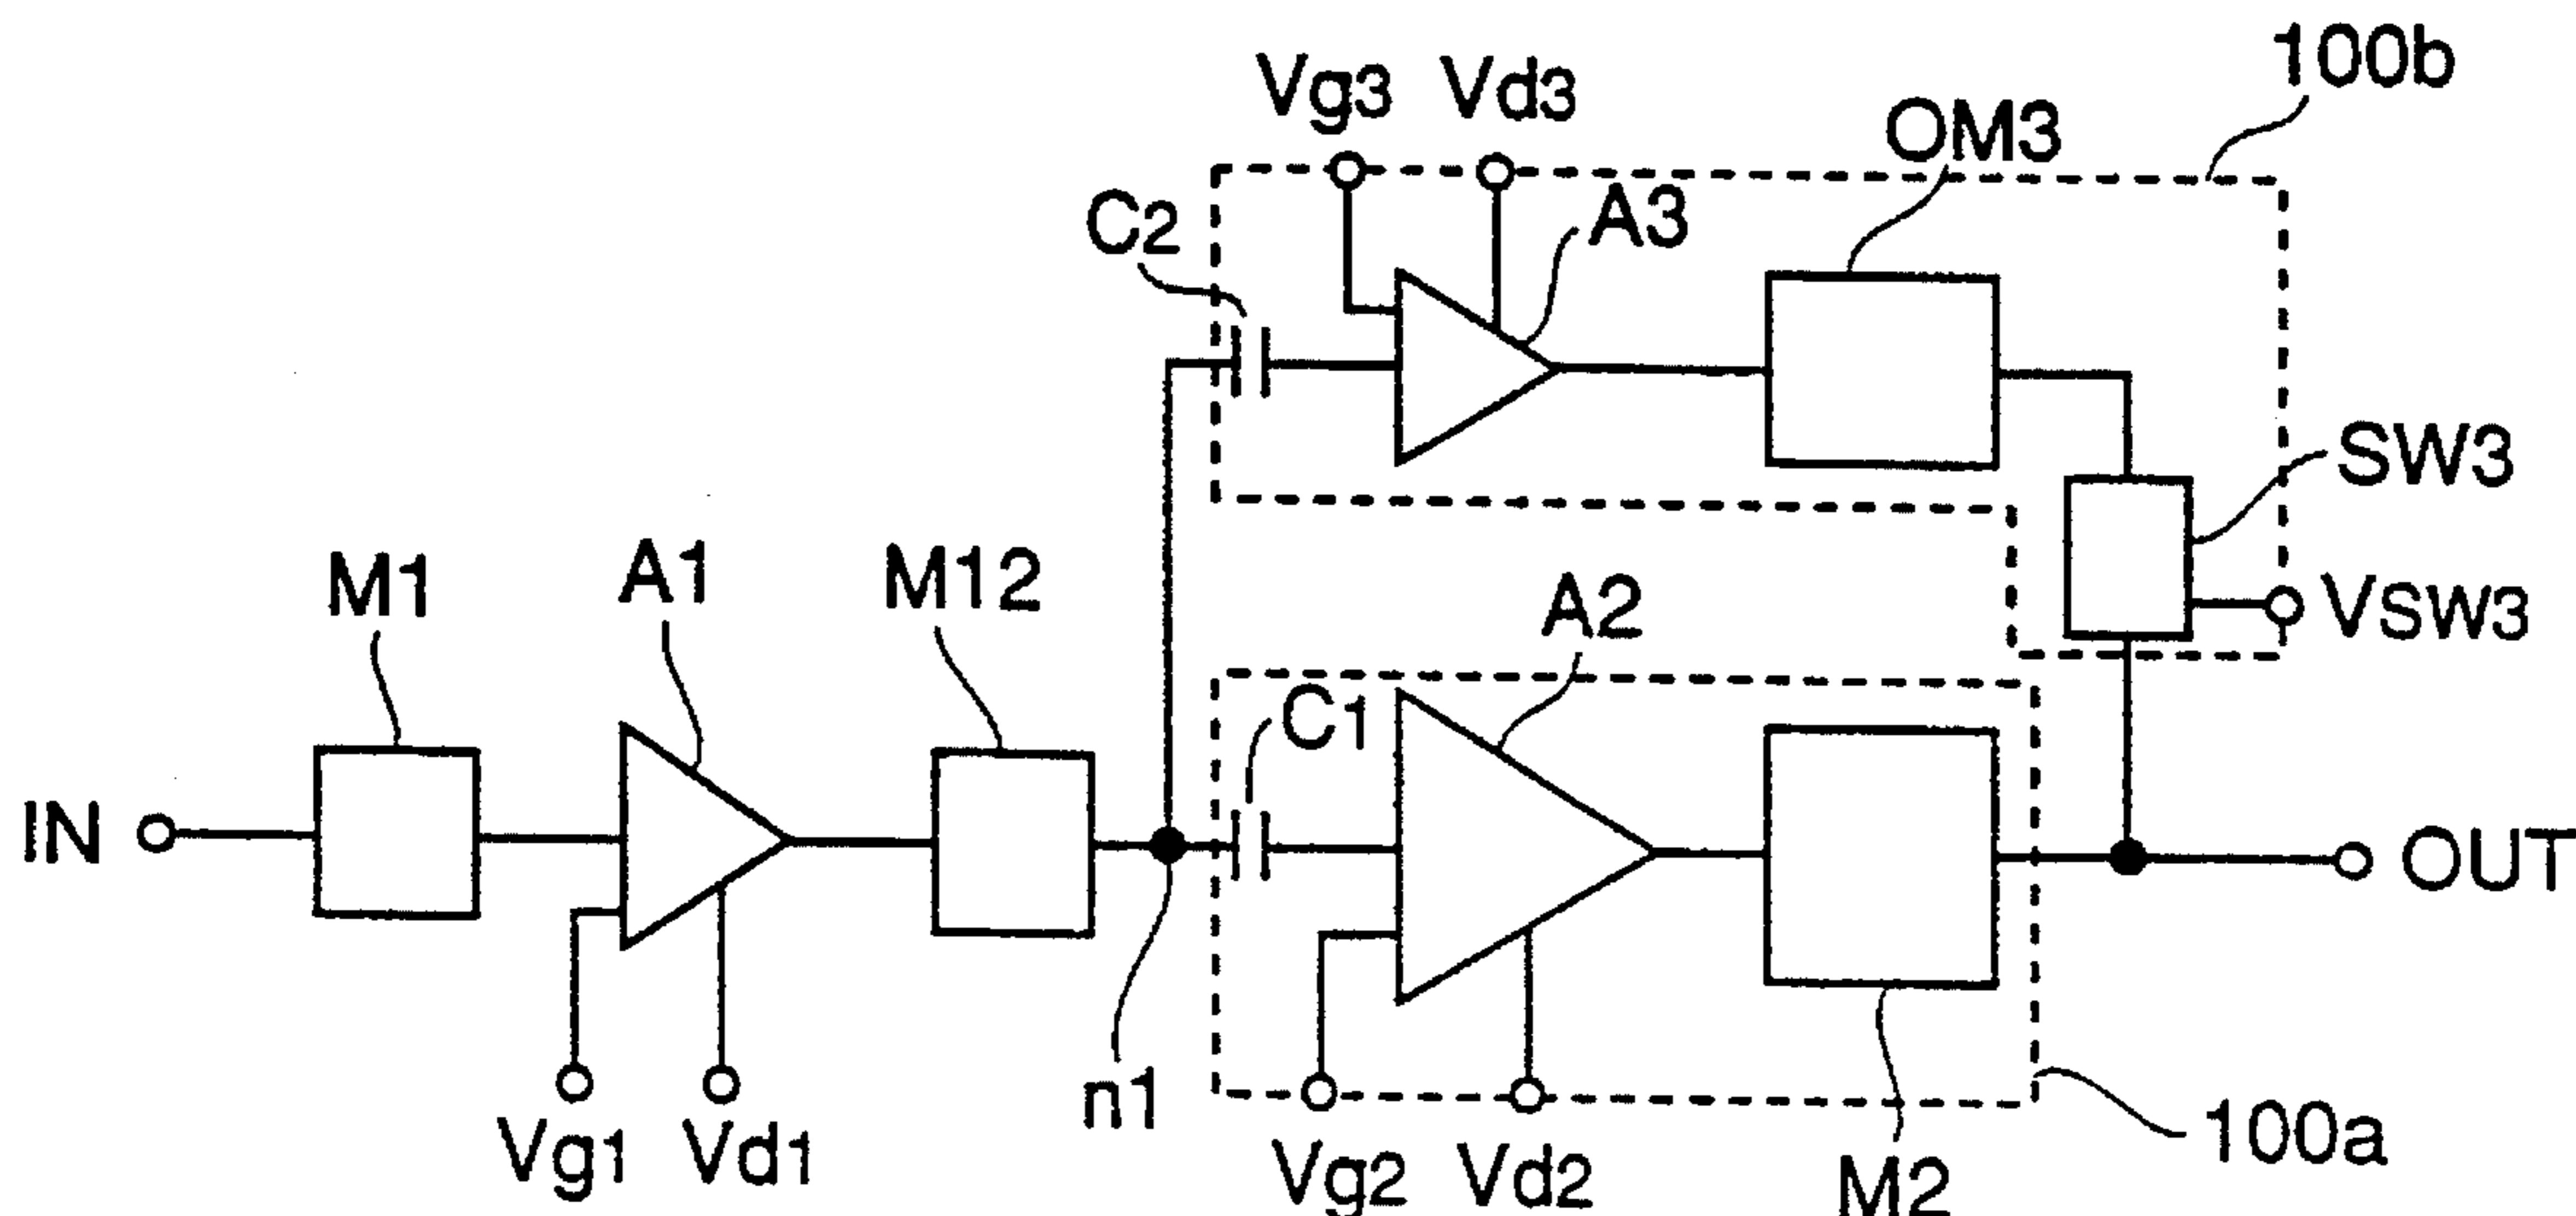 100b
Vg3 Vd3
OM3
A3
C2
SW3
M1
A1
M12
A2
VSW3
C1
IN
OUT
n1
Vg1
Vd1
Vg2
Vd2
M2
100a